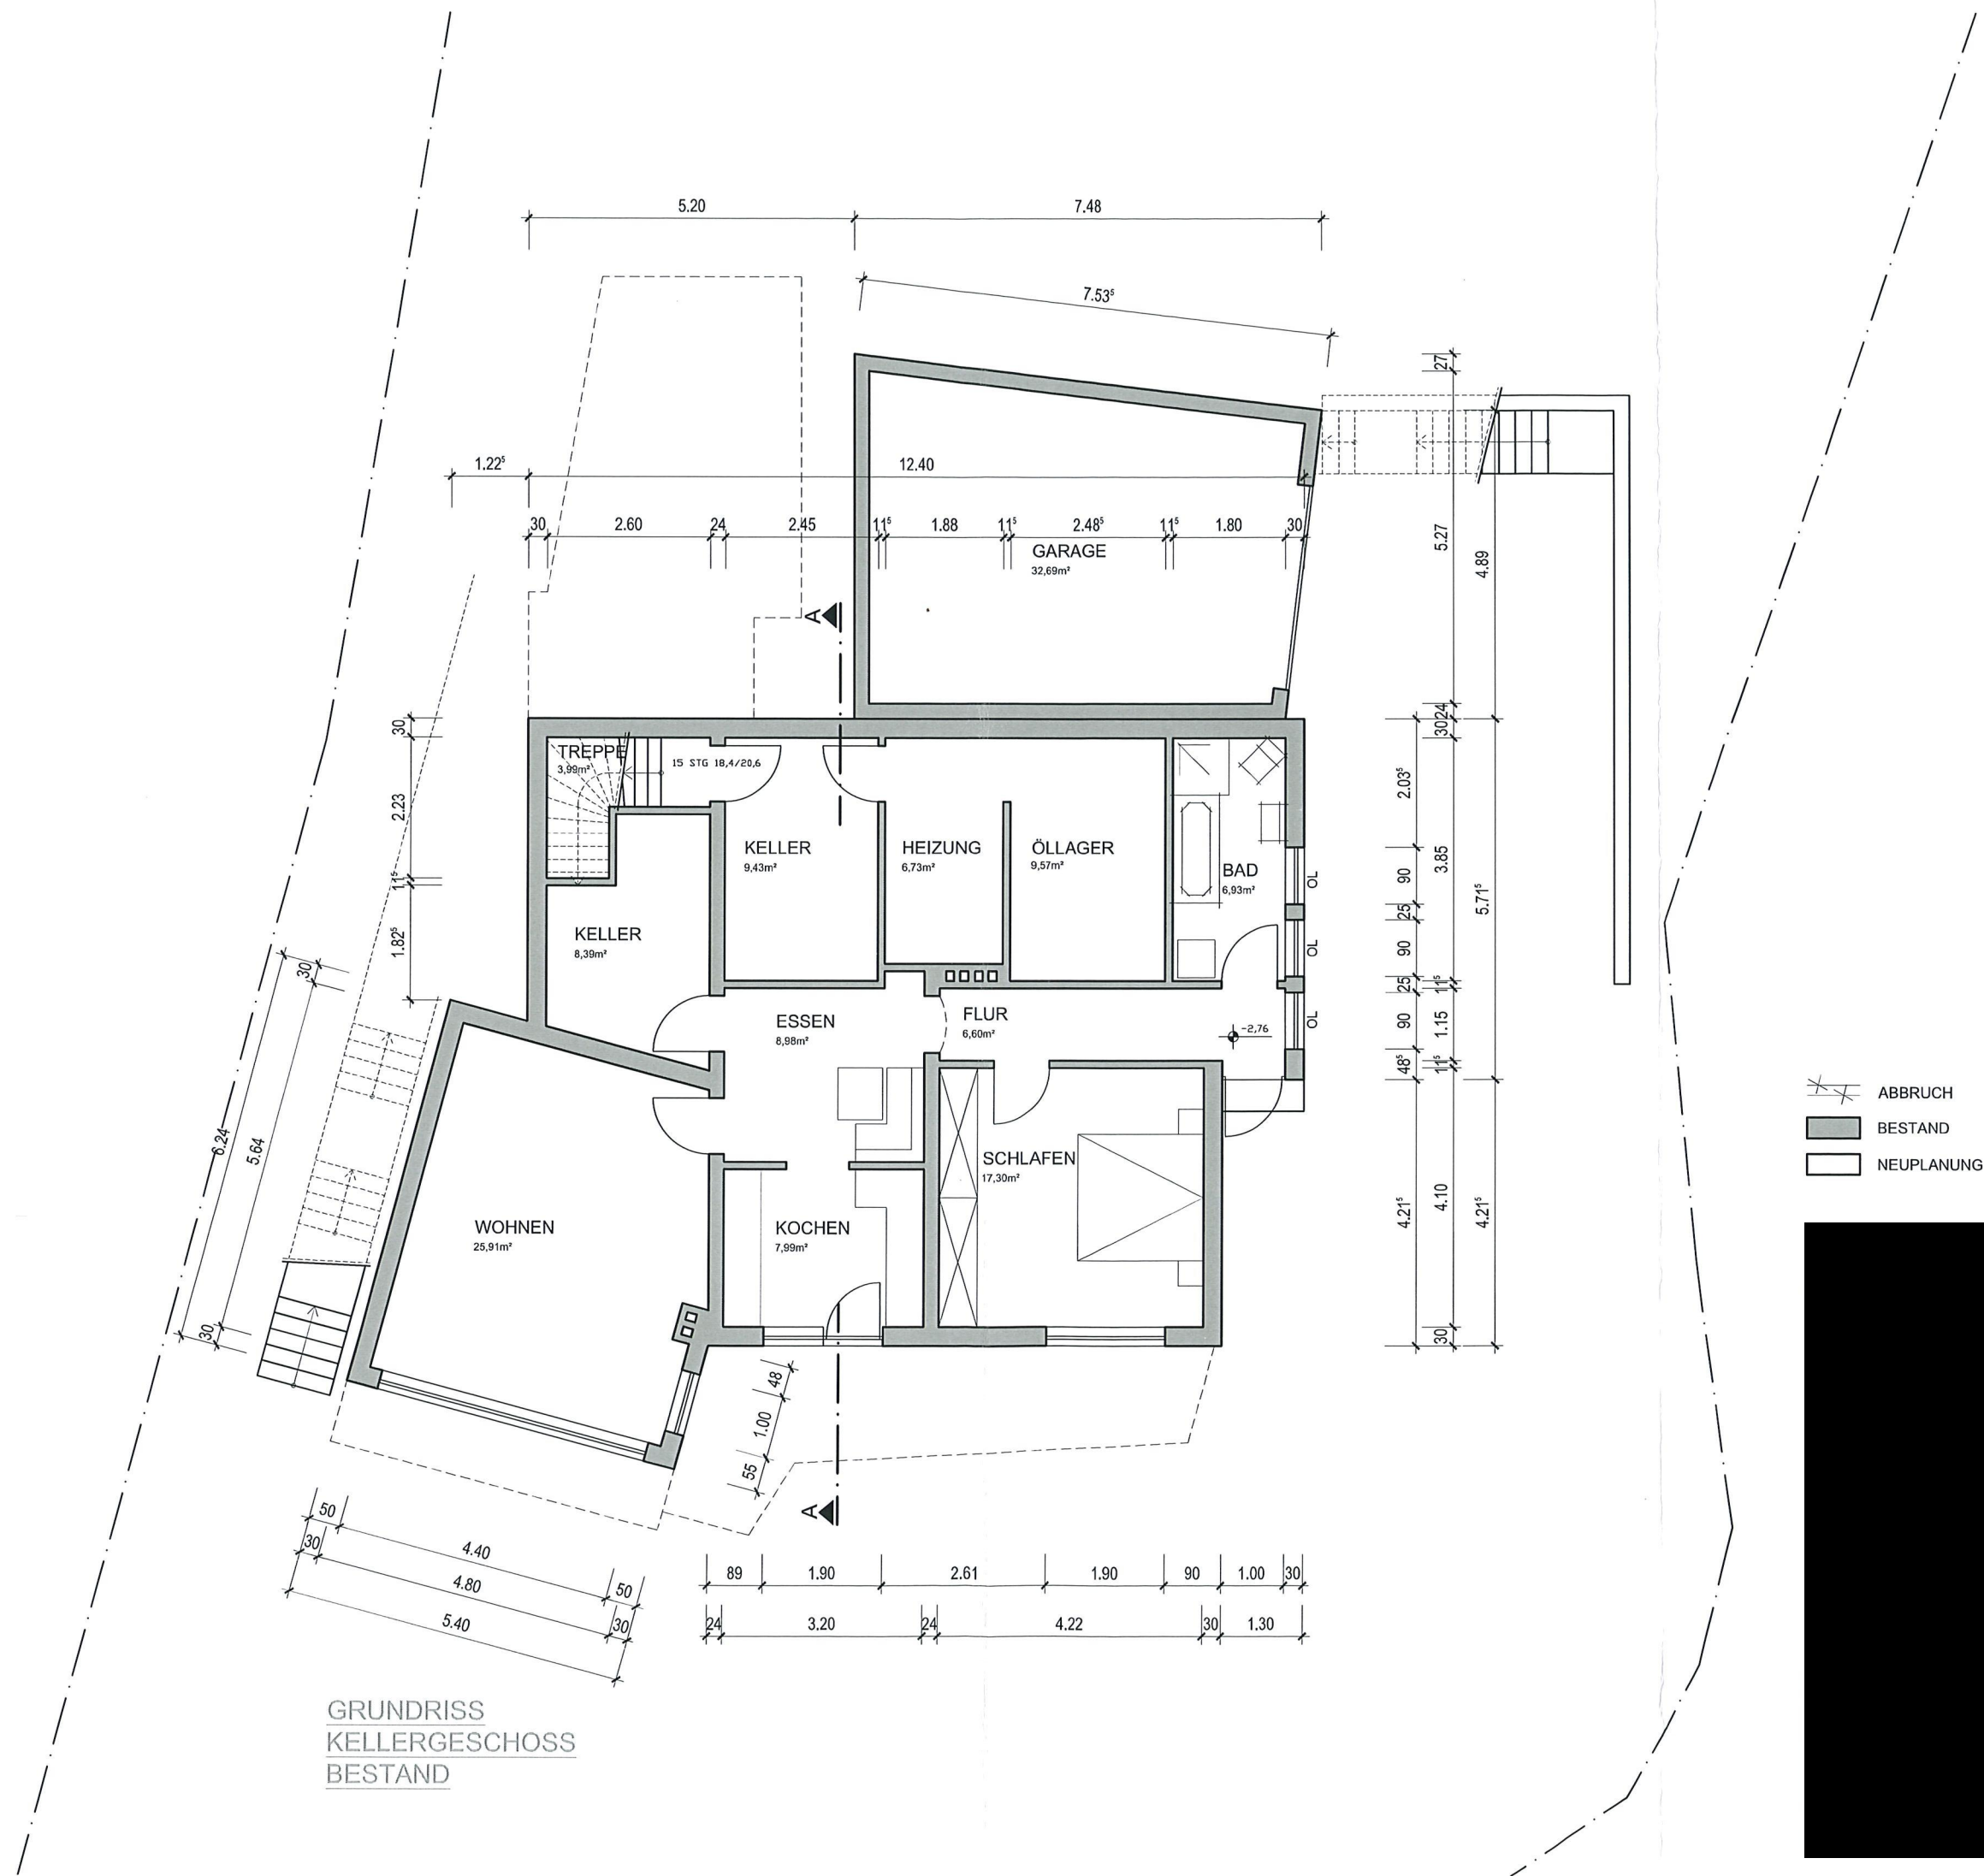 5.20
7.48
7.53⁵
27
1.22⁵
12.40
30
2.60
24
2.45
11⁵
1.88
11⁵
2.48⁵
11⁵
1.80
30
5.27
4.89
GARAGE
32,69m²
A
30
24
30
TREPPE
3,99m²
15 STG 18,4/20,6
2.23
11⁵
1.82⁵
KELLER
9,43m²
HEIZUNG
6,73m²
ÖLLAGER
9,57m²
BAD
6,93m²
OL
OL
OL
2.03⁵
90
25
90
25
90
48⁵
4.21⁵
3.85
11⁵
1.15
11⁵
4.10
30
5.71⁵
4.21⁵
KELLER
8,39m²
ESSEN
8,98m²
FLUR
6,60m²
-2,76
30
6.24
5.64
30
ABBRUCH
BESTAND
NEUPLANUNG
SCHLAFEN
17,30m²
WOHNEN
25,91m²
KOCHEN
7,99m²
48
1.00
55
A
50
4.40
50
30
4.80
30
5.40
89
1.90
2.61
1.90
90
1.00
30
24
3.20
24
4.22
30
1.30
GRUNDRISS
KELLERGESCHOSS
BESTAND